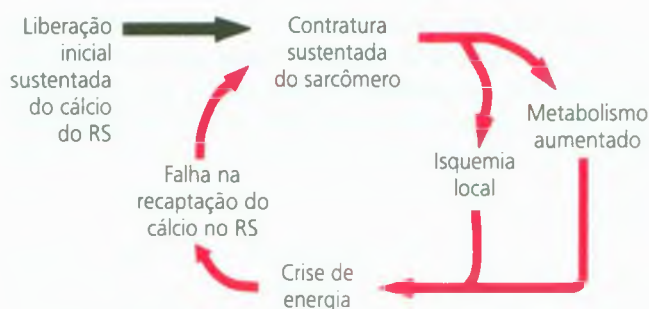 Liberação
inicial
sustentada
do cálcio
do RS
Contratura
sustentada
do sarcômero
Metabolismo
aumentado
Isquemia
local
Falha na
recaptação do
cálcio no RS
Crise de
energia